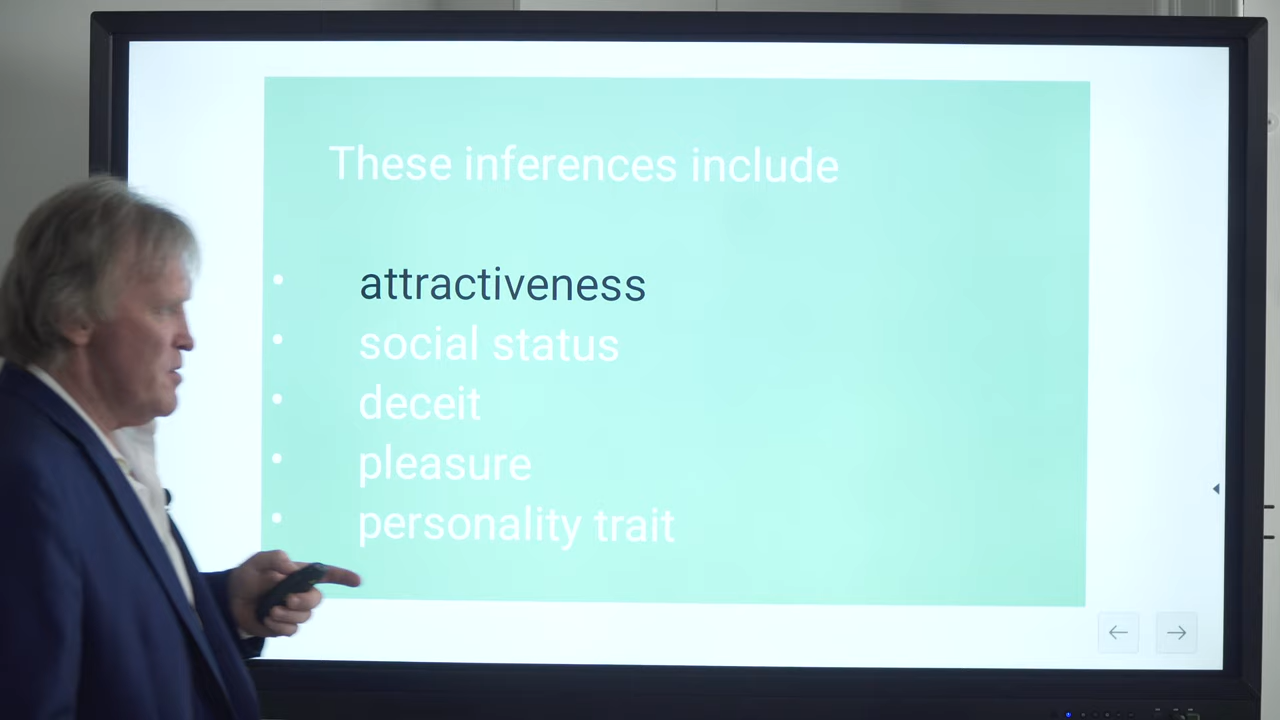 These inferences include
• attractiveness
• social status
• deceit
• pleasure
• personality trait